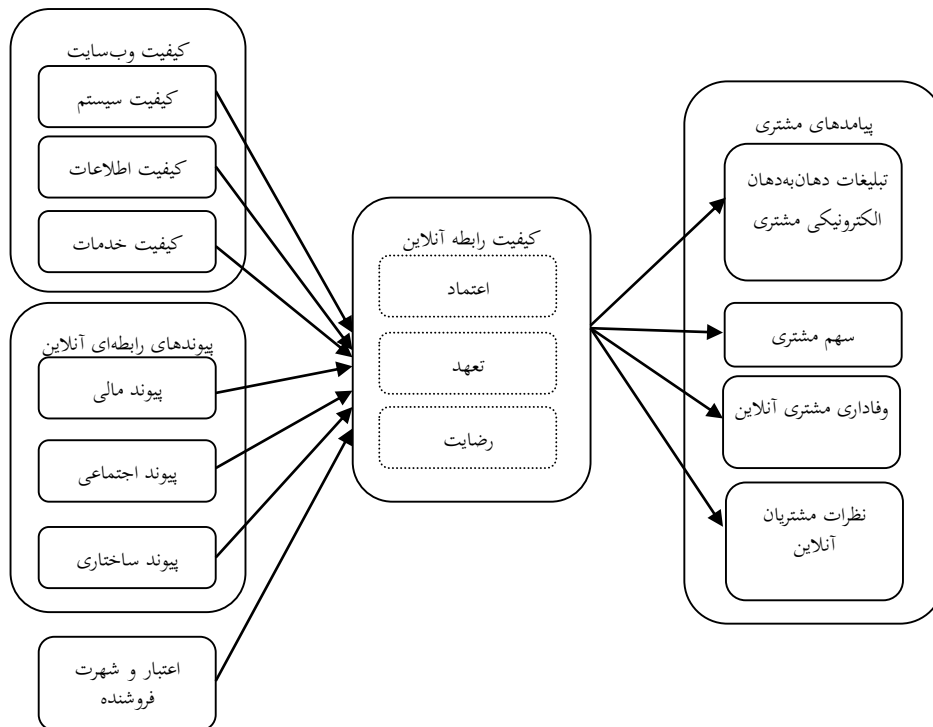 کیفیت وب‌سایت
کیفیت سیستم
کیفیت اطلاعات
کیفیت خدمات
پیوندهای رابطه‌ای آنلاین
پیوند مالی
پیوند اجتماعی
پیوند ساختاری
اعتبار و شهرت
فروشنده
کیفیت رابطه آنلاین
اعتماد
تعهد
رضایت
پیامدهای مشتری
تبلیغات دهان‌به‌دهان
الکترونیکی مشتری
سهم مشتری
وفاداری مشتری آنلاین
نظرات مشتریان
آنلاین